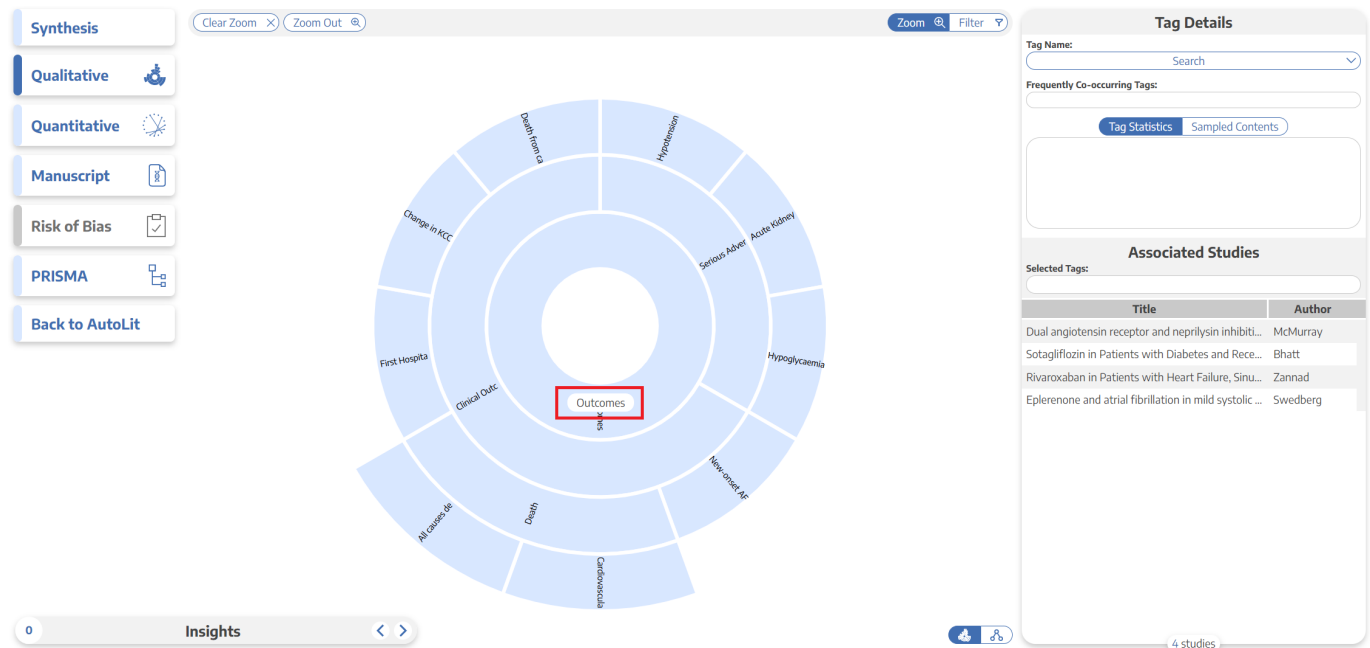 Synthesis
Qualitative
Quantitative
Manuscript
Risk of Bias
PRISMA
Back to AutoLit
Clear Zoom
Zoom Out
Zoom
Filter
Death from ca
Hypotension
Change in KCC
Acute Kidney
Serious Adver
First Hospita
Hypoglycaemia
Clinical Outc
Outcomes
New-onset AF
Death
All causes de
Cardiovascula
0
Insights
Tag Details
Tag Name:
Search
Frequently Co-occurring Tags:
Tag Statistics Sampled Contents
Associated Studies
Selected Tags:
Title Author
Dual angiotensin receptor and neprilysin inhibiti... McMurray
Sotagliflozin in Patients with Diabetes and Rece... Bhatt
Rivaroxaban in Patients with Heart Failure, Sinu... Zannad
Eplerenone and atrial fibrillation in mild systolic ... Swedberg
4 studies